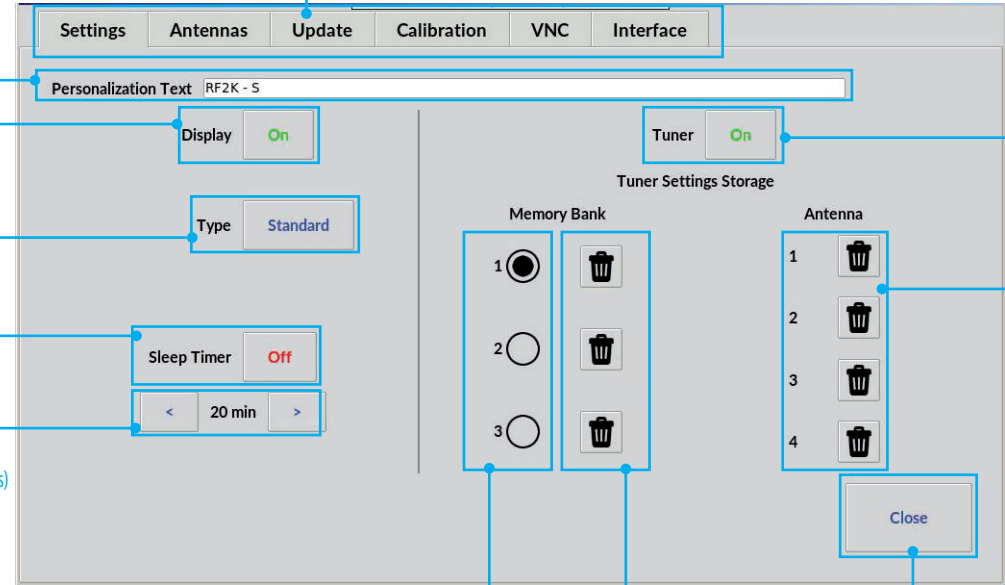 Settings Antennas Update Calibration VNC Interface
Personalization Text RF2K - S
Display On
Tuner On
Tuner Settings Storage
Type Standard
Memory Bank
Antenna
1
2
3
1
2
3
4
Sleep Timer Off
< 20 min >
s)
Close